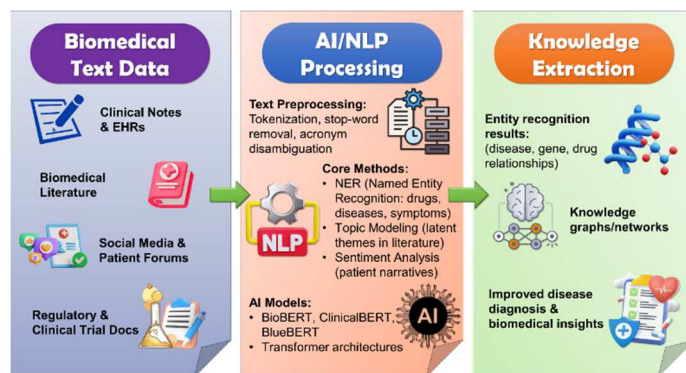 Biomedical
Text Data
Clinical Notes
& EHRs
Biomedical
Literature
Social Media &
Patient Forums
Regulatory &
Clinical Trial Docs
AI/NLP
Processing
Text Preprocessing:
Tokenization, stop-word
removal, acronym
disambiguation
Core Methods:
• NER (Named Entity
Recognition: drugs,
diseases, symptoms)
• Topic Modeling (latent
themes in literature)
• Sentiment Analysis
(patient narratives)
NLP
AI Models:
• BioBERT, ClinicalBERT,
BlueBERT
• Transformer architectures
AI
Knowledge
Extraction
Entity recognition
results:
(disease, gene, drug
relationships)
Knowledge
graphs/networks
Improved disease
diagnosis &
biomedical insights